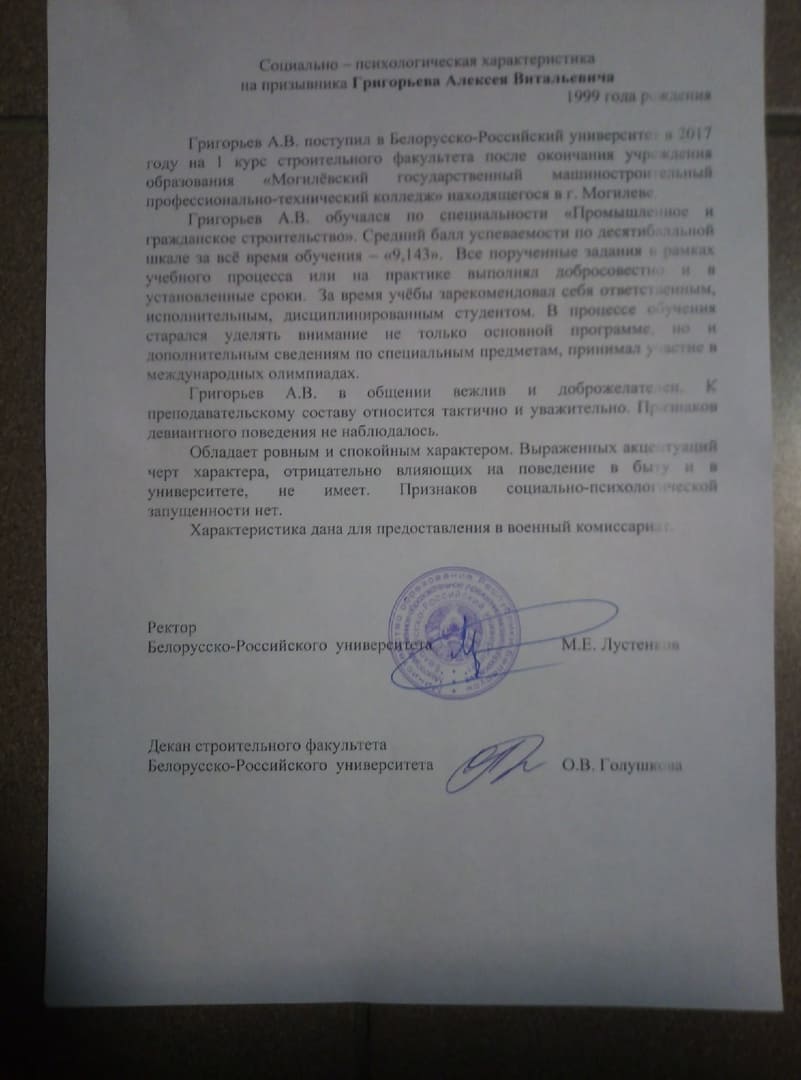 Социально – психологическая характеристика
на призывника Григорьева Алексея Витальевича
1999 года рождения
Григорьев А.В. поступил в Белорусско-Российский университет в 2017
году на 1 курс строительного факультета после окончания учреждения
образования «Могилёвский государственный машиностроительный
профессионально-технический колледж» находящегося в г. Могилеве
Григорьев А.В. обучался по специальности «Промышленное и
гражданское строительство». Средний балл успеваемости по десятибалльной
шкале за всё время обучения – «9,143». Все порученные задания в рамках
учебного процесса или на практике выполнял добросовестно и в
установленные сроки. За время учёбы зарекомендовал себя ответственным,
исполнительным, дисциплинированным студентом. В процессе обучения
старался уделять внимание не только основной программе, но и
дополнительным сведениям по специальным предметам, принимал участие в
международных олимпиадах.
Григорьев А.В. в общении вежлив и доброжелателен. К
преподавательскому составу относится тактично и уважительно. Признаков
девиантного поведения не наблюдалось.
Обладает ровным и спокойным характером. Выраженных акцентуаций
черт характера, отрицательно влияющих на поведение в быту и в
университете, не имеет. Признаков социально-психологической
запущенности нет.
Характеристика дана для предоставления в военный комиссариат.
Ректор
Белорусско-Российского университета М.Е. Лустенков
Декан строительного факультета
Белорусско-Российского университета О.В. Голушкова